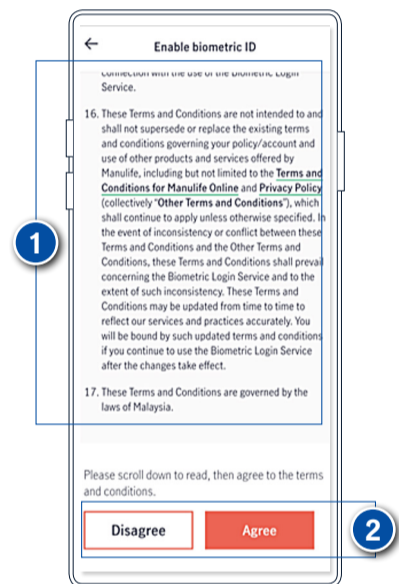 Enable biometric ID
connection with the use of the Biometric Login
Service.
16. These Terms and Conditions are not intended to and
shall not supersede or replace the existing terms
and conditions governing your policy/account and
use of other products and services offered by
Manulife, including but not limited to the Terms and
Conditions for Manulife Online and Privacy Policy
(collectively "Other Terms and Conditions"), which
shall continue to apply unless otherwise specified. In
the event of inconsistency or conflict between these
Terms and Conditions and the Other Terms and
Conditions, these Terms and Conditions shall prevail
concerning the Biometric Login Service and to the
extent of such inconsistency. These Terms and
Conditions may be updated from time to time to
reflect our services and practices accurately. You
will be bound by such updated terms and conditions
if you continue to use the Biometric Login Service
after the changes take effect.
17. These Terms and Conditions are governed by the
laws of Malaysia.
1
Please scroll down to read, then agree to the terms
and conditions.
Disagree Agree
2